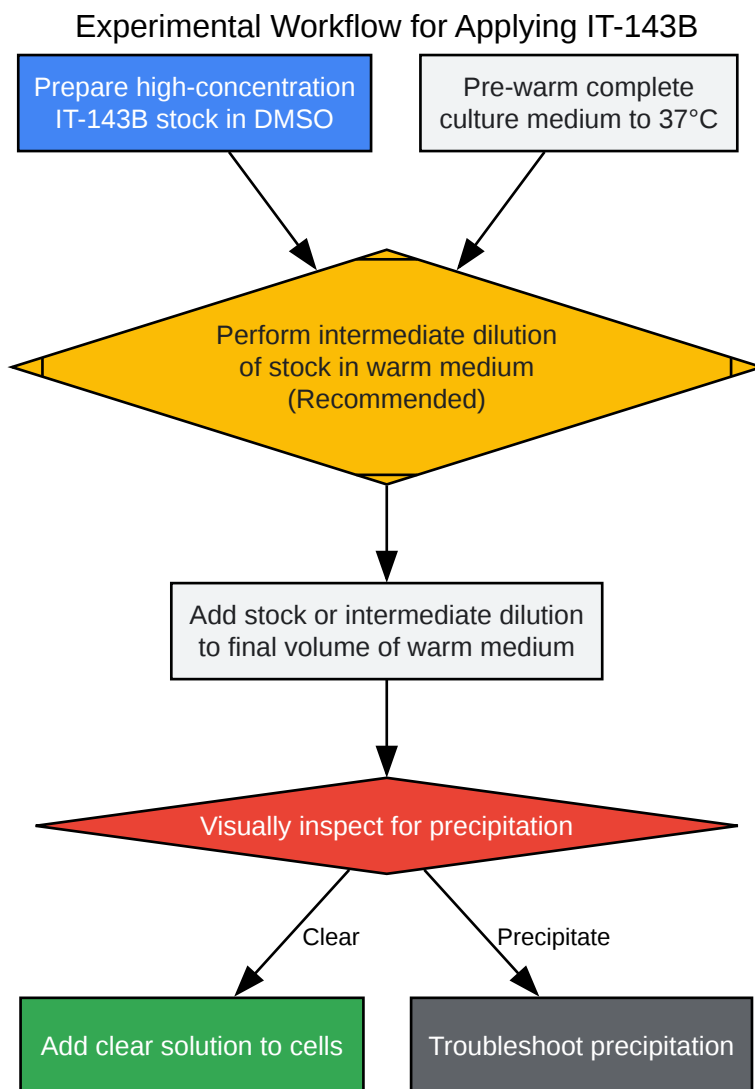 Experimental Workflow for Applying IT-143B
Prepare high-concentration
IT-143B stock in DMSO
Pre-warm complete
culture medium to 37°C
Perform intermediate dilution
of stock in warm medium
(Recommended)
Add stock or intermediate dilution
to final volume of warm medium
Visually inspect for precipitation
Clear
Precipitate
Add clear solution to cells
Troubleshoot precipitation